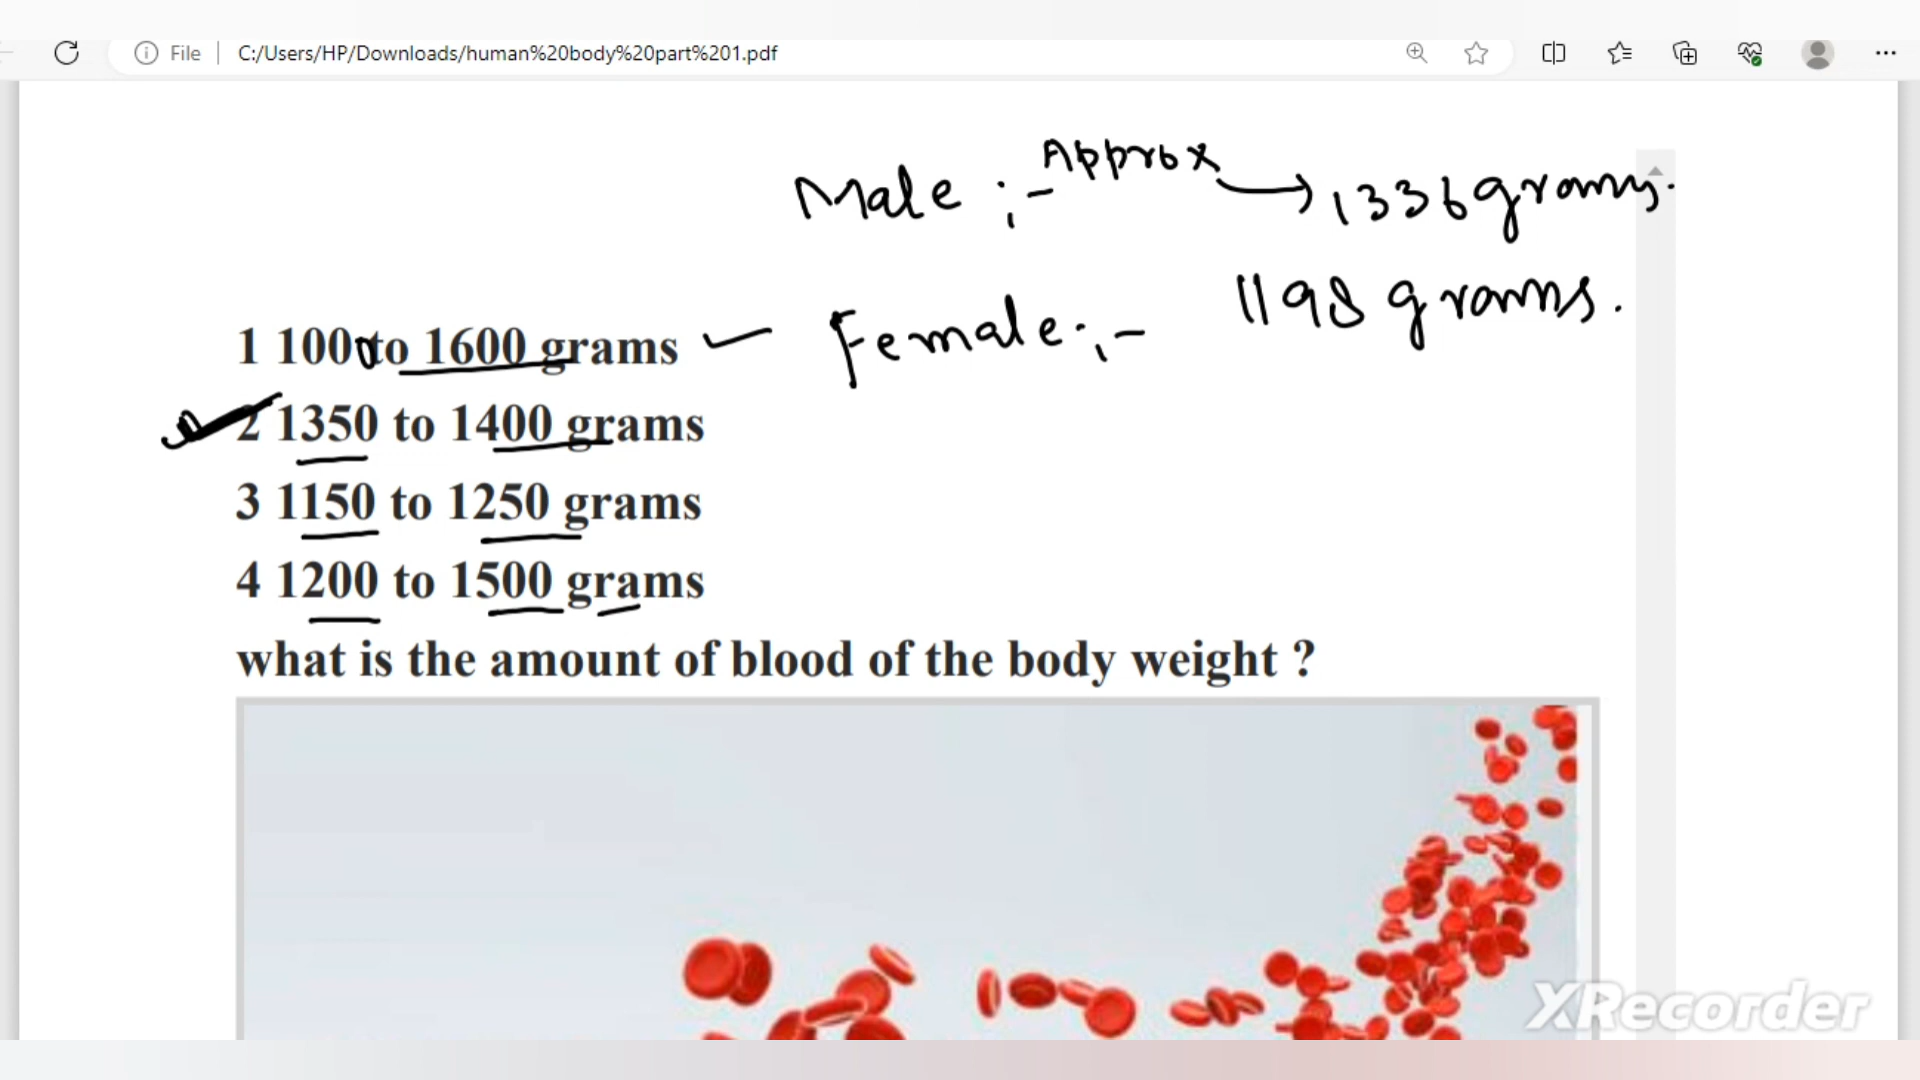 File C:/Users/HP/Downloads/human%20body%20part%201.pdf
Male :- Approx → 1336 grams.
Female :- 1198 grams.
1 1000 to 1600 grams
2 1350 to 1400 grams
3 1150 to 1250 grams
4 1200 to 1500 grams
what is the amount of blood of the body weight ?
XRecorder